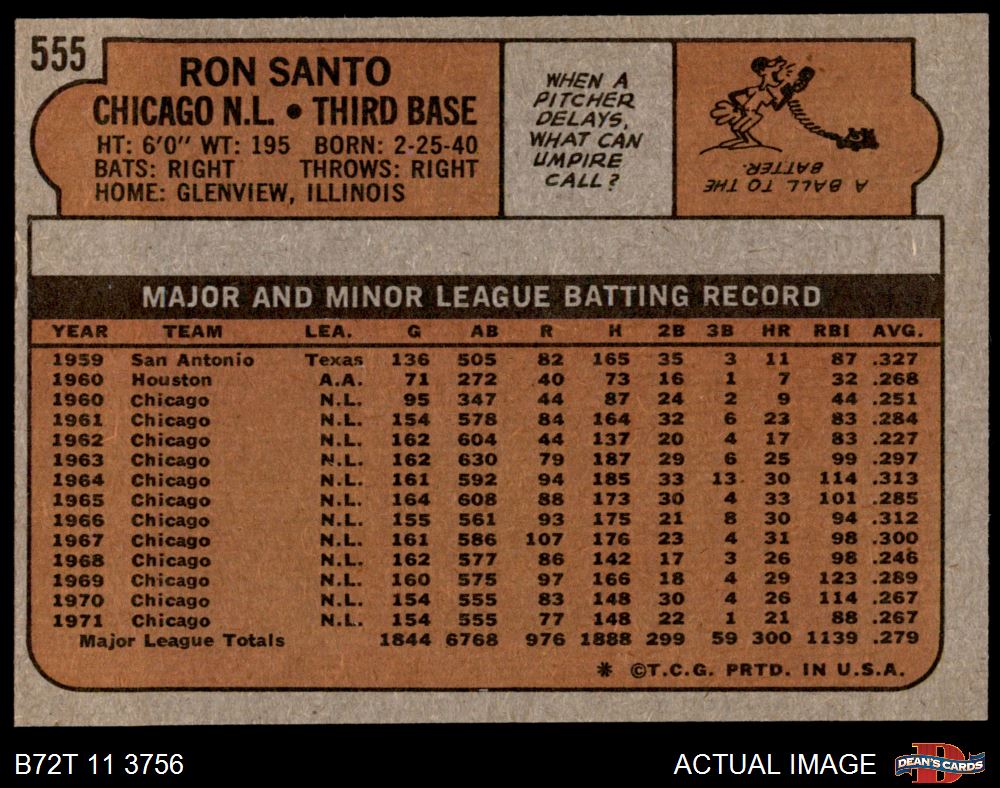 555
RON SANTO
CHICAGO N.L. • THIRD BASE
HT: 6'0" WT: 195 BORN: 2-25-40
BATS: RIGHT THROWS: RIGHT
HOME: GLENVIEW, ILLINOIS
WHEN A
PITCHER
DELAYS,
WHAT CAN
UMPIRE
CALL?
A BALL TO THE
BATTER.
MAJOR AND MINOR LEAGUE BATTING RECORD
YEAR TEAM LEA. G AB R H 2B 3B HR RBI AVG.
1959 San Antonio Texas 136 505 82 165 35 3 11 87 .327
1960 Houston A.A. 71 272 40 73 16 1 7 32 .268
1960 Chicago N.L. 95 347 44 87 24 2 9 44 .251
1961 Chicago N.L. 154 578 84 164 32 6 23 83 .284
1962 Chicago N.L. 162 604 44 137 20 4 17 83 .227
1963 Chicago N.L. 162 630 79 187 29 6 25 99 .297
1964 Chicago N.L. 161 592 94 185 33 13 30 114 .313
1965 Chicago N.L. 164 608 88 173 30 4 33 101 .285
1966 Chicago N.L. 155 561 93 175 21 8 30 94 .312
1967 Chicago N.L. 161 586 107 176 23 4 31 98 .300
1968 Chicago N.L. 162 577 86 142 17 3 26 98 .246
1969 Chicago N.L. 160 575 97 166 18 4 29 123 .289
1970 Chicago N.L. 154 555 83 148 30 4 26 114 .267
1971 Chicago N.L. 154 555 77 148 22 1 21 88 .267
Major League Totals 1844 6768 976 1888 299 59 300 1139 .279
* ©T.C.G. PRTD. IN U.S.A.
B72T 11 3756
ACTUAL IMAGE
D
DEAN'S CARDS